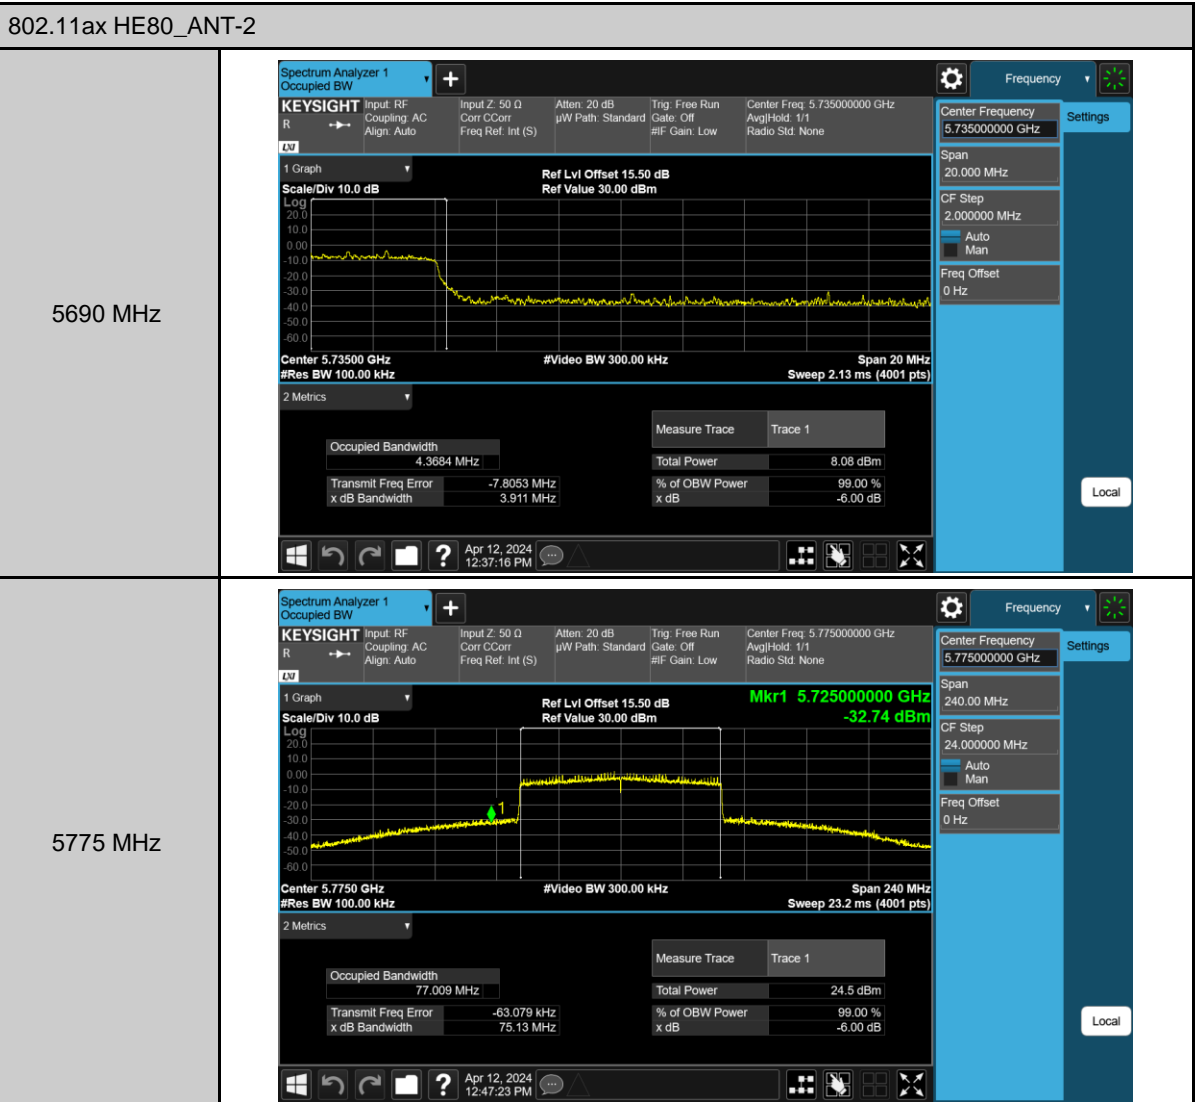 802.11ax HE80_ANT-2
5690 MHz
Spectrum Analyzer 1
Occupied BW
+
Frequency
KEYSIGHT
R
LXI
Input: RF
Coupling: AC
Align: Auto
Input Z: 50 Ω
Corr CCorr
Freq Ref: Int (S)
Atten: 20 dB
µW Path: Standard
Trig: Free Run
Gate: Off
#IF Gain: Low
Center Freq: 5.735000000 GHz
Avg|Hold: 1/1
Radio Std: None
Center Frequency
5.735000000 GHz
Settings
Span
20.000 MHz
CF Step
2.000000 MHz
Auto
Man
Freq Offset
0 Hz
Local
1 Graph
Scale/Div 10.0 dB
Ref Lvl Offset 15.50 dB
Ref Value 30.00 dBm
Log
20.0
10.0
0.00
-10.0
-20.0
-30.0
-40.0
-50.0
-60.0
Center 5.73500 GHz
#Video BW 300.00 kHz
Span 20 MHz
#Res BW 100.00 kHz
Sweep 2.13 ms (4001 pts)
2 Metrics
Measure Trace Trace 1
Occupied Bandwidth
4.3684 MHz
Total Power 8.08 dBm
Transmit Freq Error -7.8053 MHz
% of OBW Power 99.00 %
x dB Bandwidth 3.911 MHz
x dB -6.00 dB
?
Apr 12, 2024
12:37:16 PM
5775 MHz
Spectrum Analyzer 1
Occupied BW
+
Frequency
KEYSIGHT
R
LXI
Input: RF
Coupling: AC
Align: Auto
Input Z: 50 Ω
Corr CCorr
Freq Ref: Int (S)
Atten: 20 dB
µW Path: Standard
Trig: Free Run
Gate: Off
#IF Gain: Low
Center Freq: 5.775000000 GHz
Avg|Hold: 1/1
Radio Std: None
Center Frequency
5.775000000 GHz
Settings
Span
240.00 MHz
CF Step
24.000000 MHz
Auto
Man
Freq Offset
0 Hz
Local
1 Graph
Scale/Div 10.0 dB
Ref Lvl Offset 15.50 dB
Ref Value 30.00 dBm
Mkr1 5.725000000 GHz
-32.74 dBm
Log
20.0
10.0
0.00
-10.0
-20.0
-30.0
-40.0
-50.0
-60.0
1
Center 5.7750 GHz
#Video BW 300.00 kHz
Span 240 MHz
#Res BW 100.00 kHz
Sweep 23.2 ms (4001 pts)
2 Metrics
Measure Trace Trace 1
Occupied Bandwidth
77.009 MHz
Total Power 24.5 dBm
Transmit Freq Error -63.079 kHz
% of OBW Power 99.00 %
x dB Bandwidth 75.13 MHz
x dB -6.00 dB
?
Apr 12, 2024
12:47:23 PM